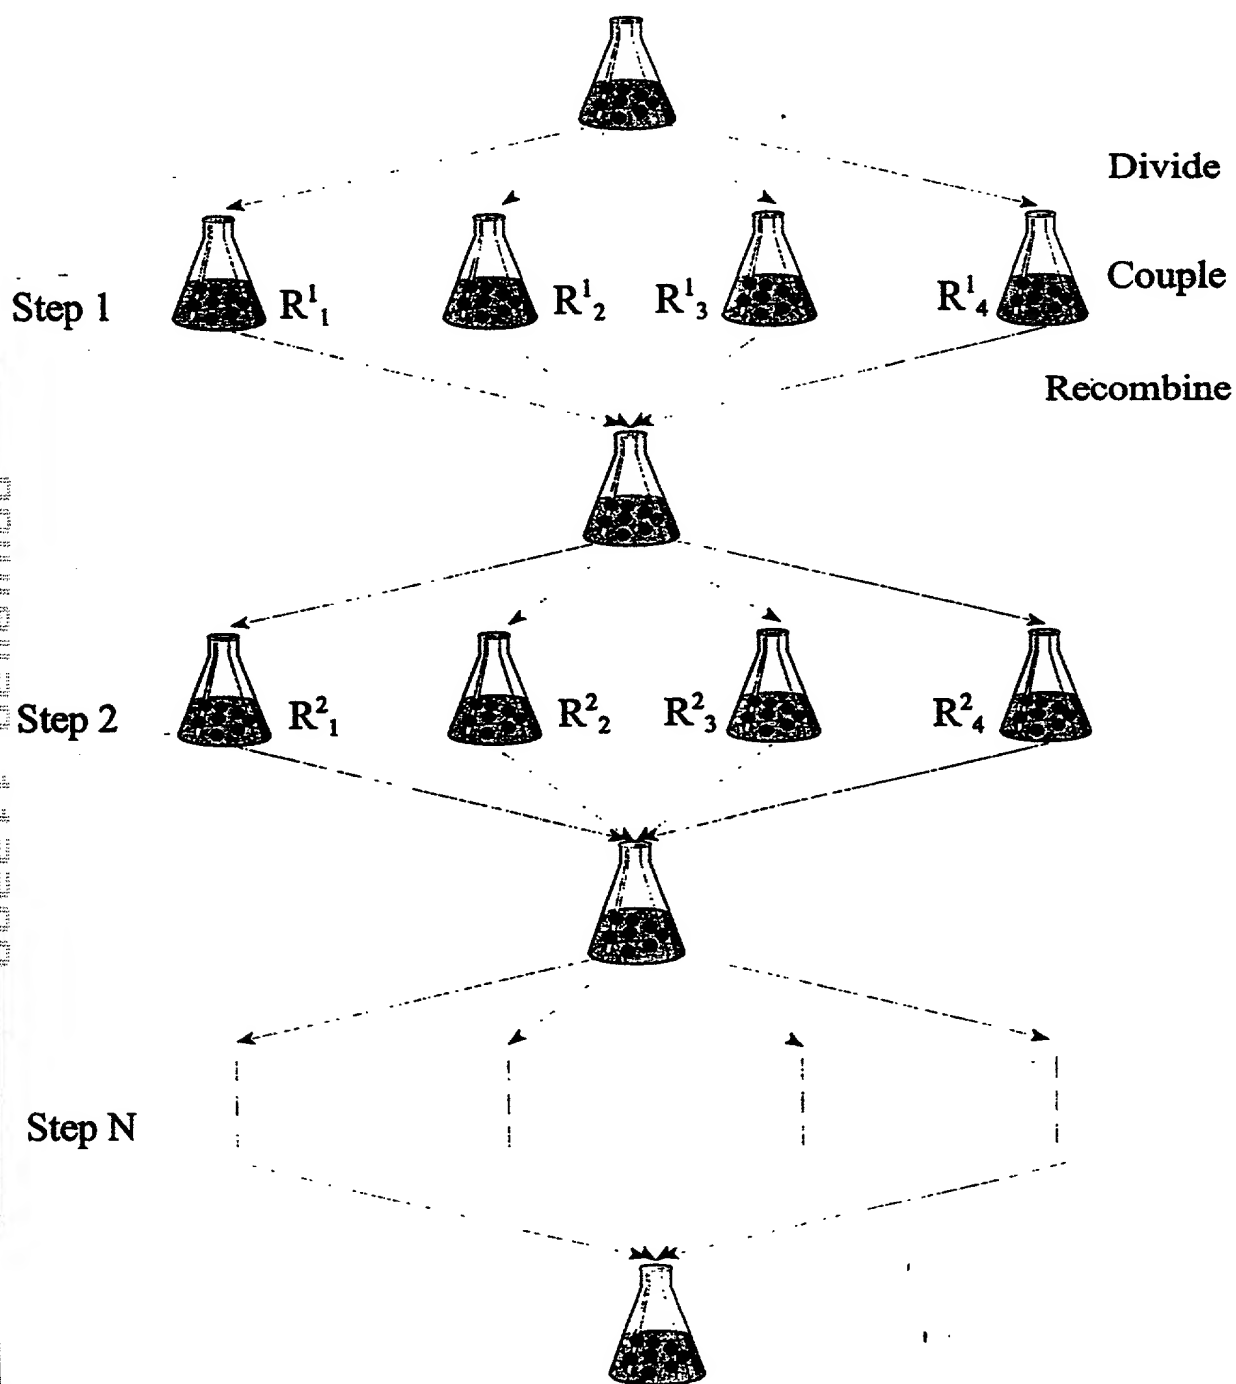 Divide
Couple
Step 1
R¹₁
R¹₂
R¹₃
R¹₄
Recombine
Step 2
R²₁
R²₂
R²₃
R²₄
Step N